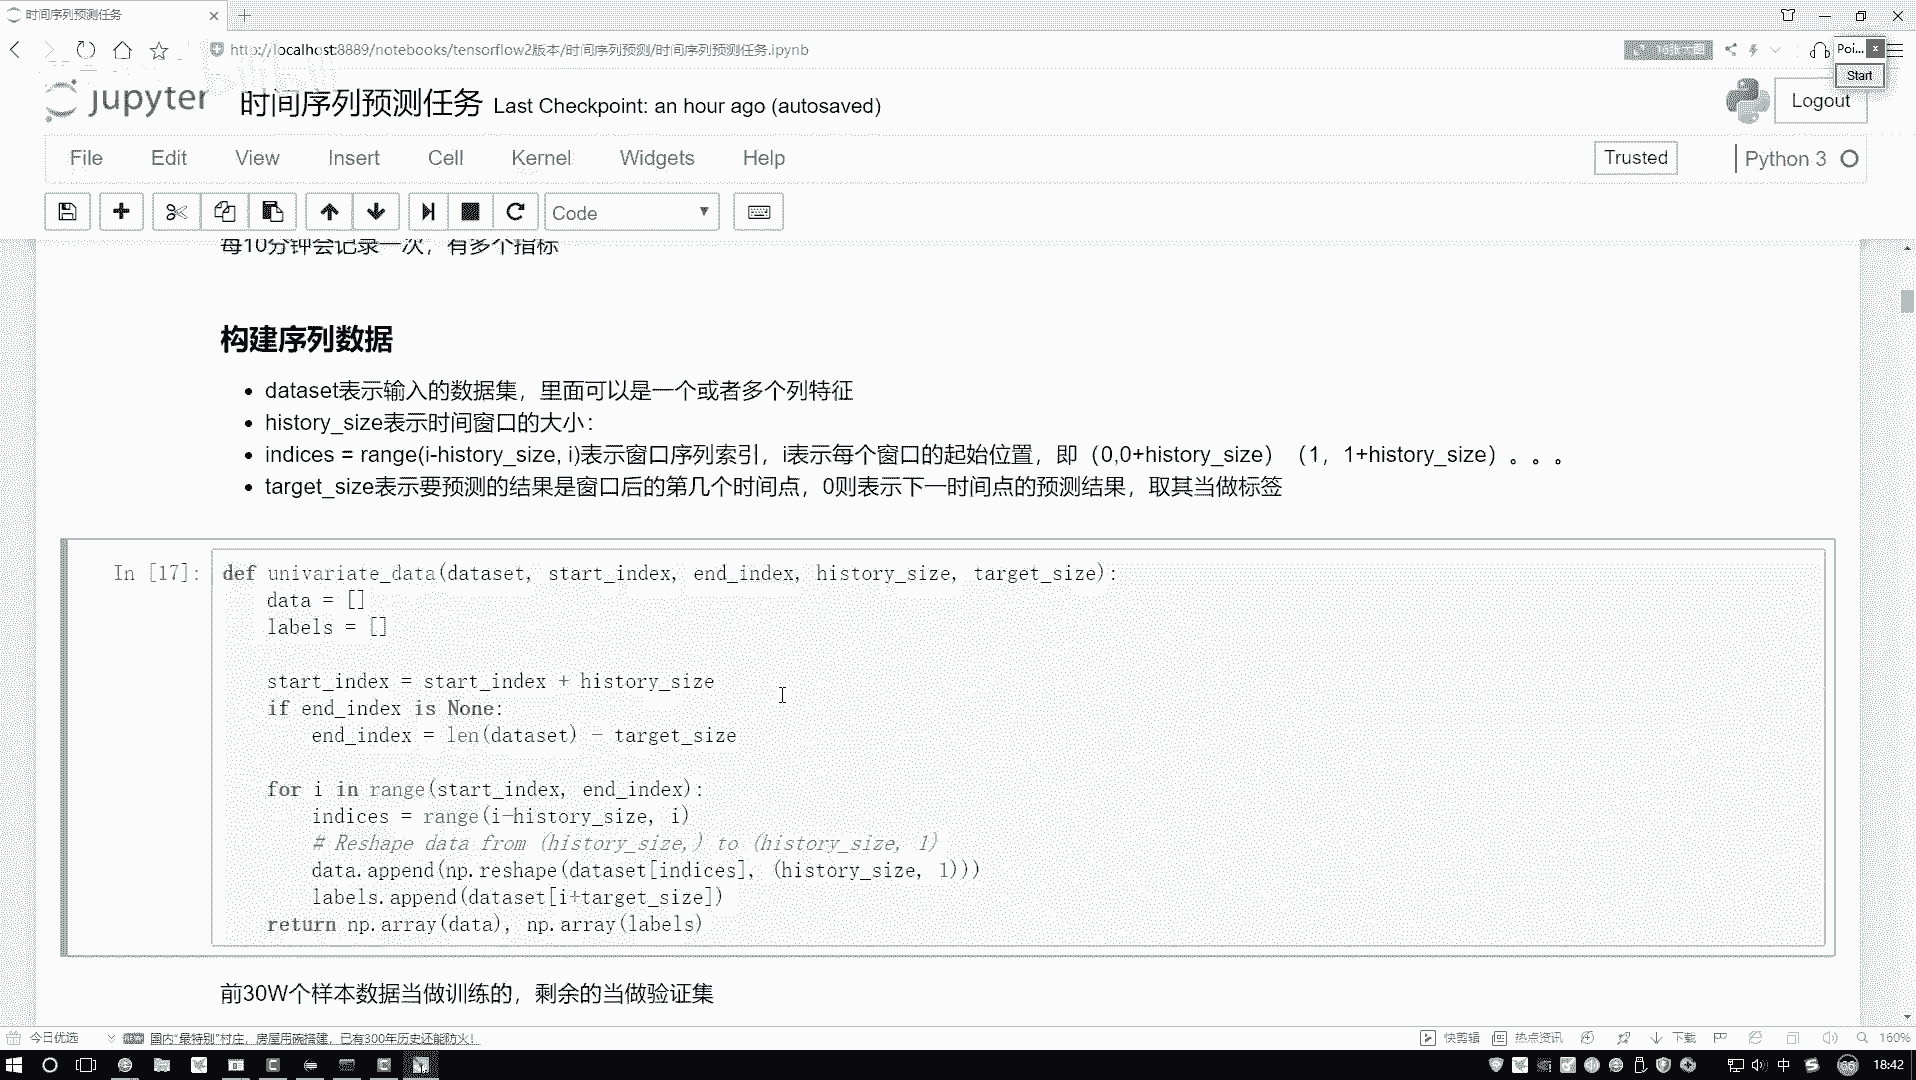 时间序列预测任务
http://localhost:8889/notebooks/tensorflow2版本/时间序列预测/时间序列预测任务.ipynb
Poi...
Start
jupyter 时间序列预测任务 Last Checkpoint: an hour ago (autosaved)
Logout
File Edit View Insert Cell Kernel Widgets Help
Trusted
Python 3
Code
每10分钟会记录一次，有多个指标
构建序列数据
dataset表示输入的数据集，里面可以是一个或者多个列特征
history_size表示时间窗口的大小：
indices = range(i-history_size, i)表示窗口序列索引，i表示每个窗口的起始位置，即（0,0+history_size）（1，1+history_size）。。。
target_size表示要预测的结果是窗口后的第几个时间点，0则表示下一时间点的预测结果，取其当做标签
In [17]:
def univariate_data(dataset, start_index, end_index, history_size, target_size):
data = []
labels = []
start_index = start_index + history_size
if end_index is None:
end_index = len(dataset) - target_size
for i in range(start_index, end_index):
indices = range(i-history_size, i)
# Reshape data from (history_size,) to (history_size, 1)
data.append(np.reshape(dataset[indices], (history_size, 1)))
labels.append(dataset[i+target_size])
return np.array(data), np.array(labels)
前30W个样本数据当做训练的，剩余的当做验证集
今日优选
国内“最特别”村庄，房屋用碗搭建，已有300年历史还能防火！
快剪辑
热点资讯
下载
160%
中
18:42